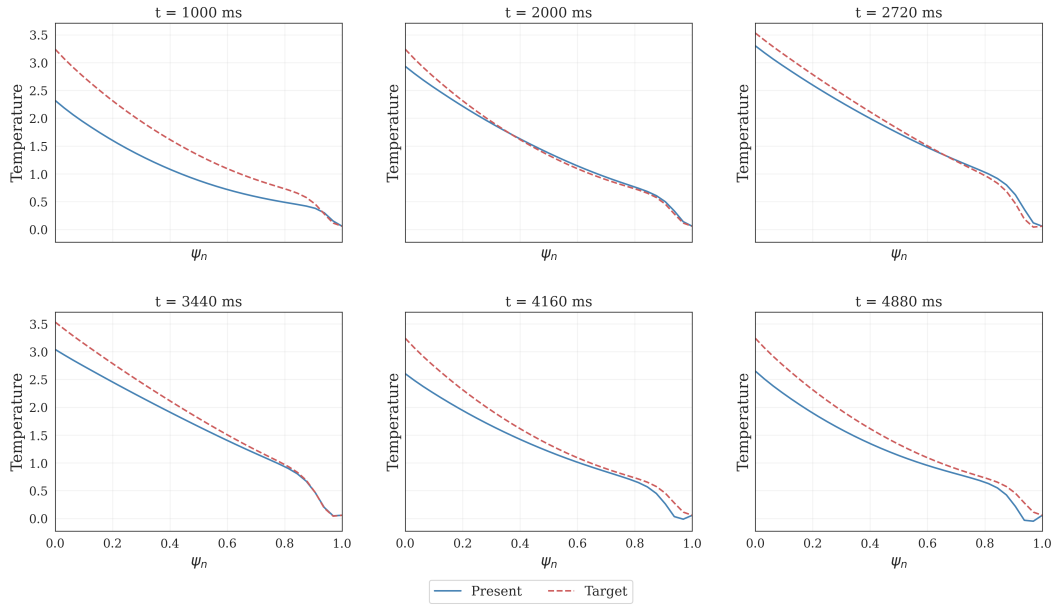 t = 1000 ms
t = 2000 ms
t = 2720 ms
3.5
3.0
2.5
2.0
1.5
1.0
0.5
0.0
Temperature
Temperature
Temperature
ψn
ψn
ψn
t = 3440 ms
t = 4160 ms
t = 4880 ms
3.5
3.0
2.5
2.0
1.5
1.0
0.5
0.0
Temperature
Temperature
Temperature
0.0 0.2 0.4 0.6 0.8 1.0
0.0 0.2 0.4 0.6 0.8 1.0
0.0 0.2 0.4 0.6 0.8 1.0
ψn
ψn
ψn
Present
Target